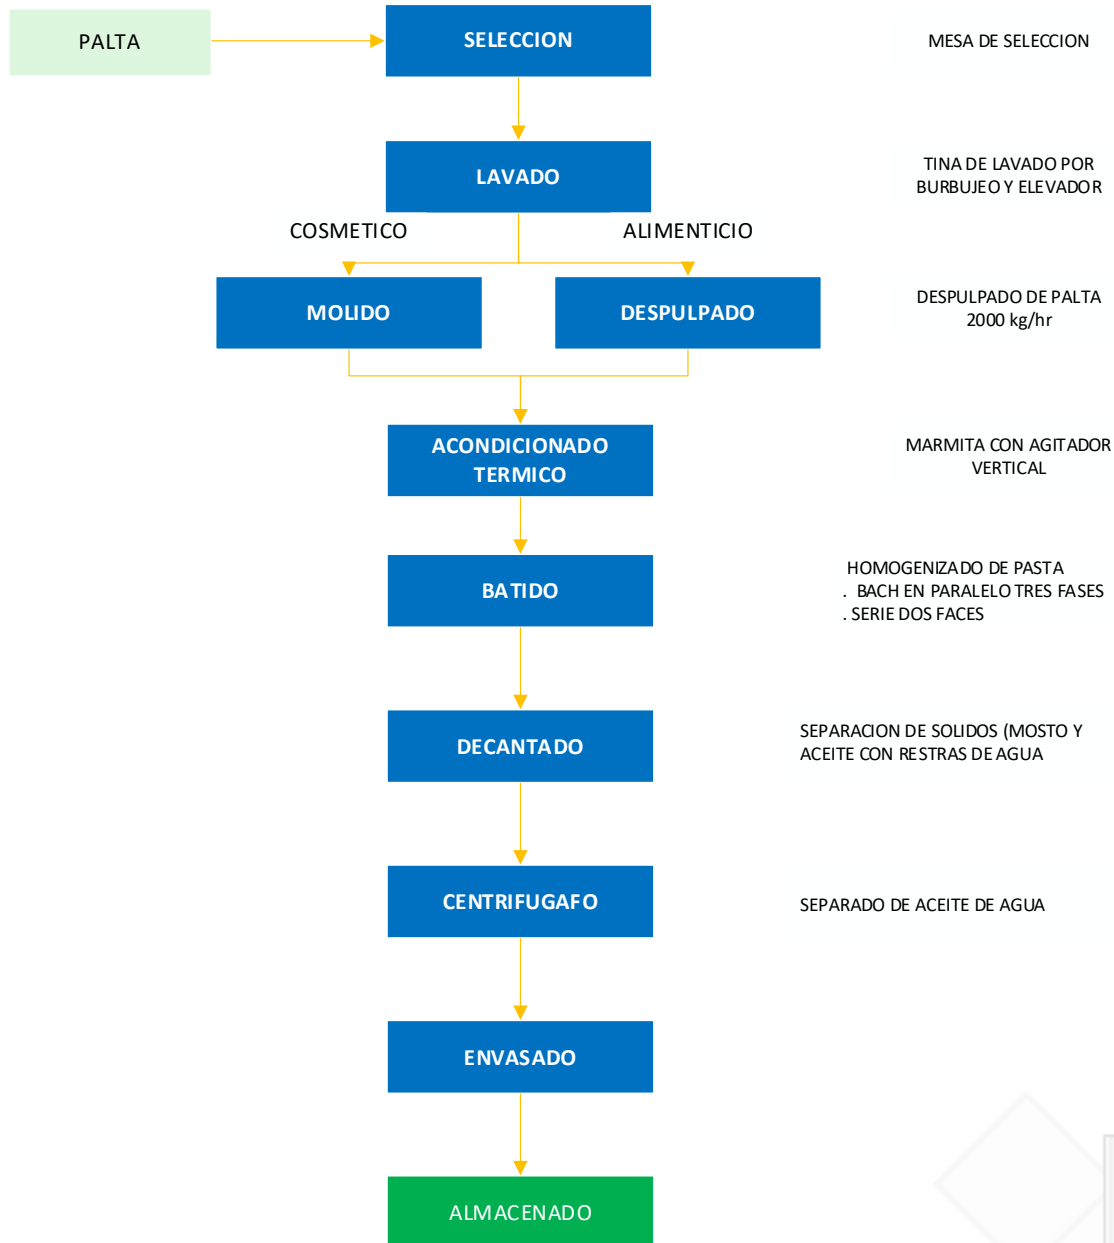 PALTA
SELECCION
MESA DE SELECCION
LAVADO
TINA DE LAVADO POR
BURBUJEO Y ELEVADOR
COSMETICO
ALIMENTICIO
MOLIDO
DESPULPADO
DESPULPADO DE PALTA
2000 kg/hr
ACONDICIONADO
TERMICO
MARMITA CON AGITADOR
VERTICAL
BATIDO
HOMOGENIZADO DE PASTA
. BACH EN PARALELO TRES FASES
. SERIE DOS FACES
DECANTADO
SEPARACION DE SOLIDOS (MOSTO Y
ACEITE CON RESTRAS DE AGUA
CENTRIFUGAFO
SEPARADO DE ACEITE DE AGUA
ENVASADO
ALMACENADO